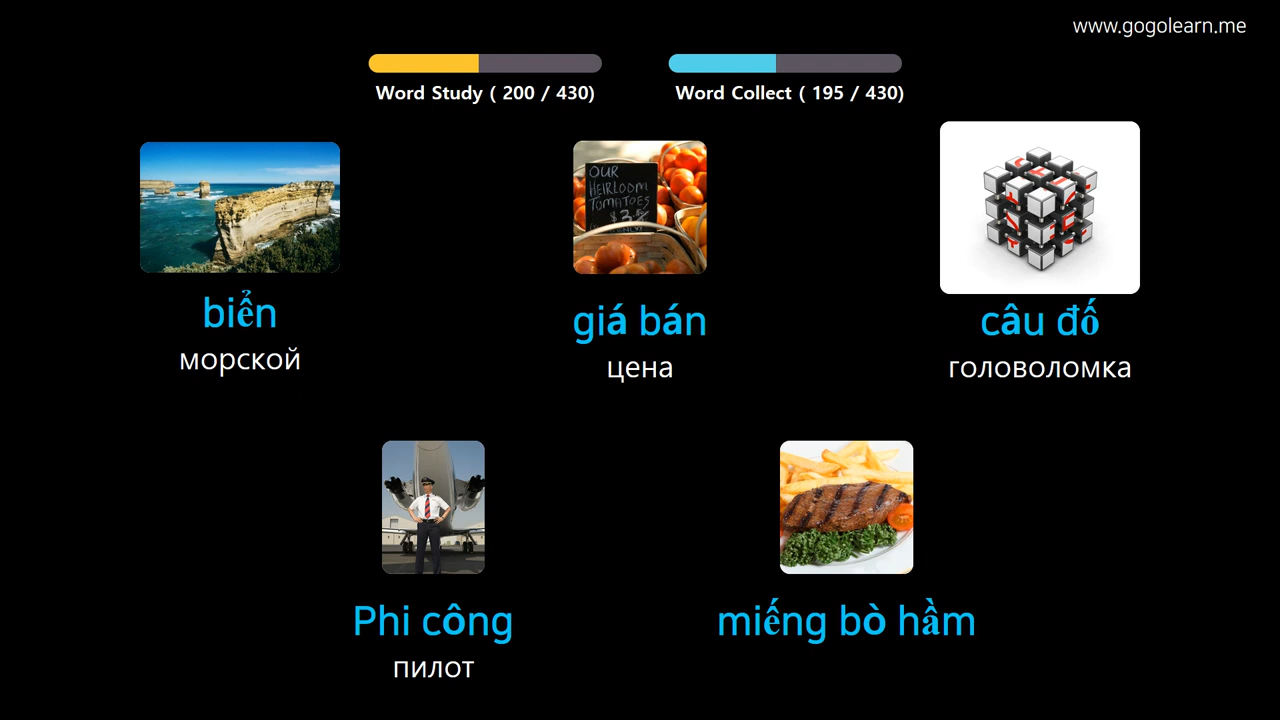 www.gogolearn.me
Word Study ( 200 / 430)
Word Collect ( 195 / 430)
OUR
HEIRLOOM
TOMATOES
biển
морской
giá bán
цена
câu đố
головоломка
Phi công
пилот
miếng bò hầm